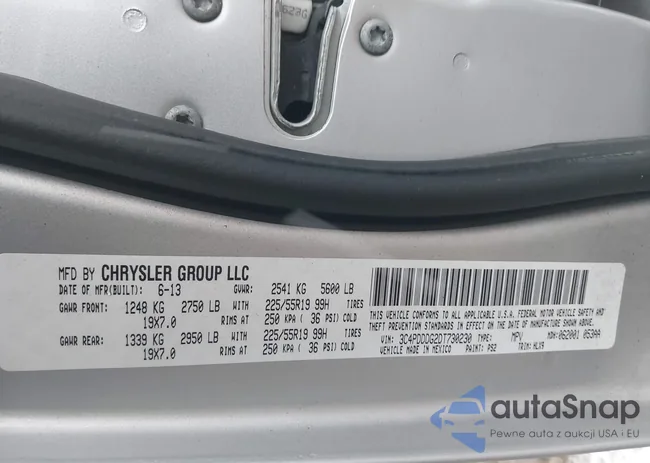 527G
MFD BY CHRYSLER GROUP LLC
DATE OF MFR(BUILT): 6-13 GVWR: 2541 KG 5600 LB
GAWR FRONT: 1248 KG 2750 LB WITH 225/55R19 99H TIRES
19X7.0 RIMS AT 250 KPA ( 36 PSI) COLD
GAWR REAR: 1339 KG 2950 LB WITH 225/55R19 99H TIRES
19X7.0 RIMS AT 250 KPA ( 36 PSI) COLD
THIS VEHICLE CONFORMS TO ALL APPLICABLE U.S.A. FEDERAL MOTOR VEHICLE SAFETY AND
THEFT PREVENTION STANDARDS IN EFFECT ON THE DATE OF MANUFACTURE SHOWN ABOVE.
VIN: 3C4PDDDG2DT730230 TYPE: MPV MDH: 062001 053AA
VEHICLE MADE IN MEXICO PAINT: PS2 TRIM: HLX9
autaSnap
Pewne auta z aukcji USA i EU